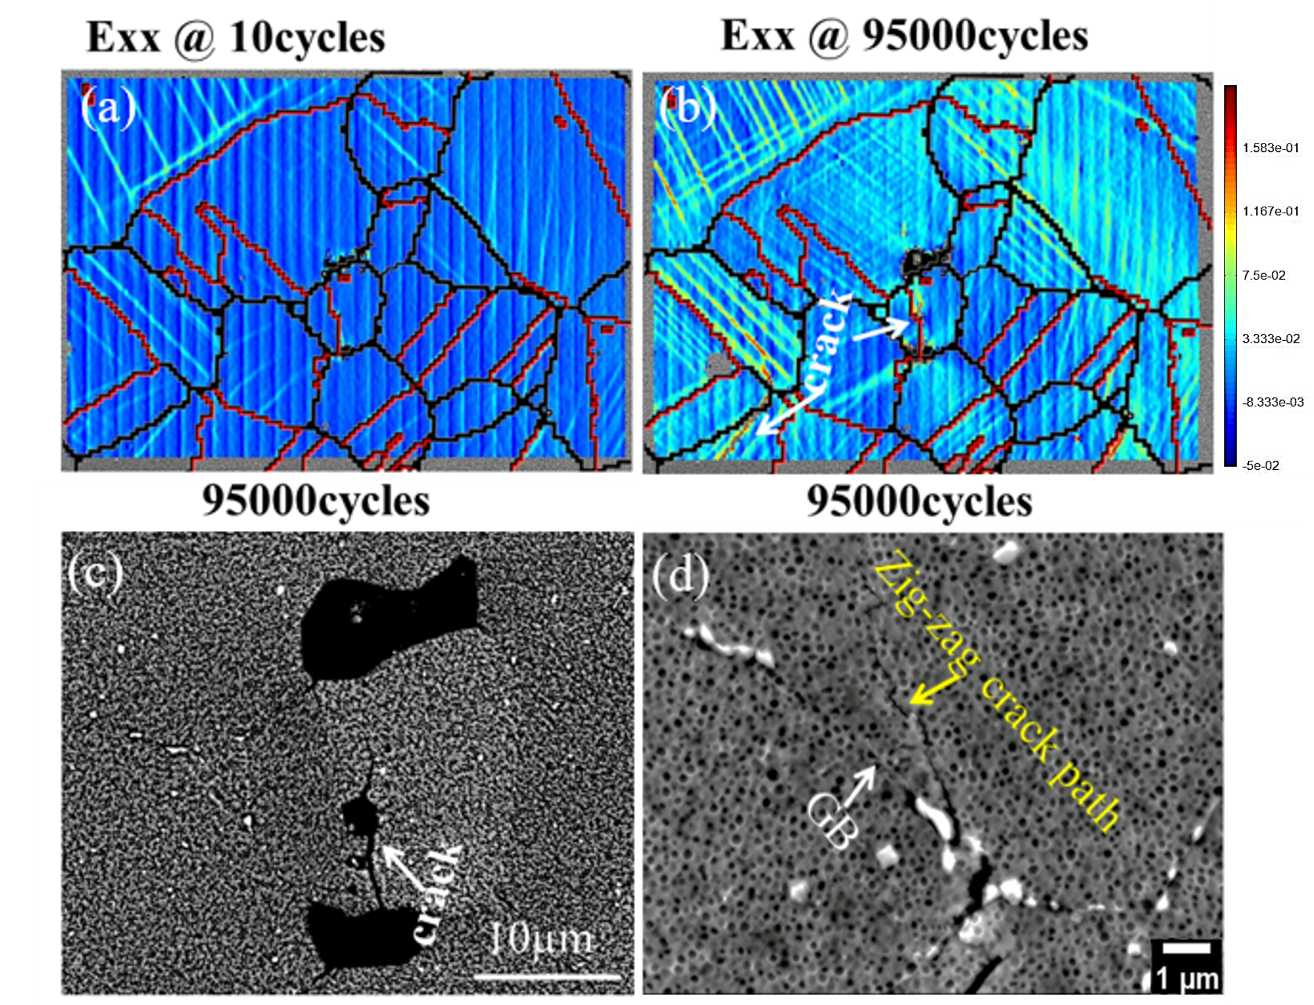 Exx @ 10cycles
Exx @ 95000cycles
(a)
(b)
crack
1.583e-01
1.167e-01
7.5e-02
3.333e-02
-8.333e-03
-5e-02
95000cycles
95000cycles
(c)
(d)
crack
10μm
Zig-zag crack path
GB
1 μm